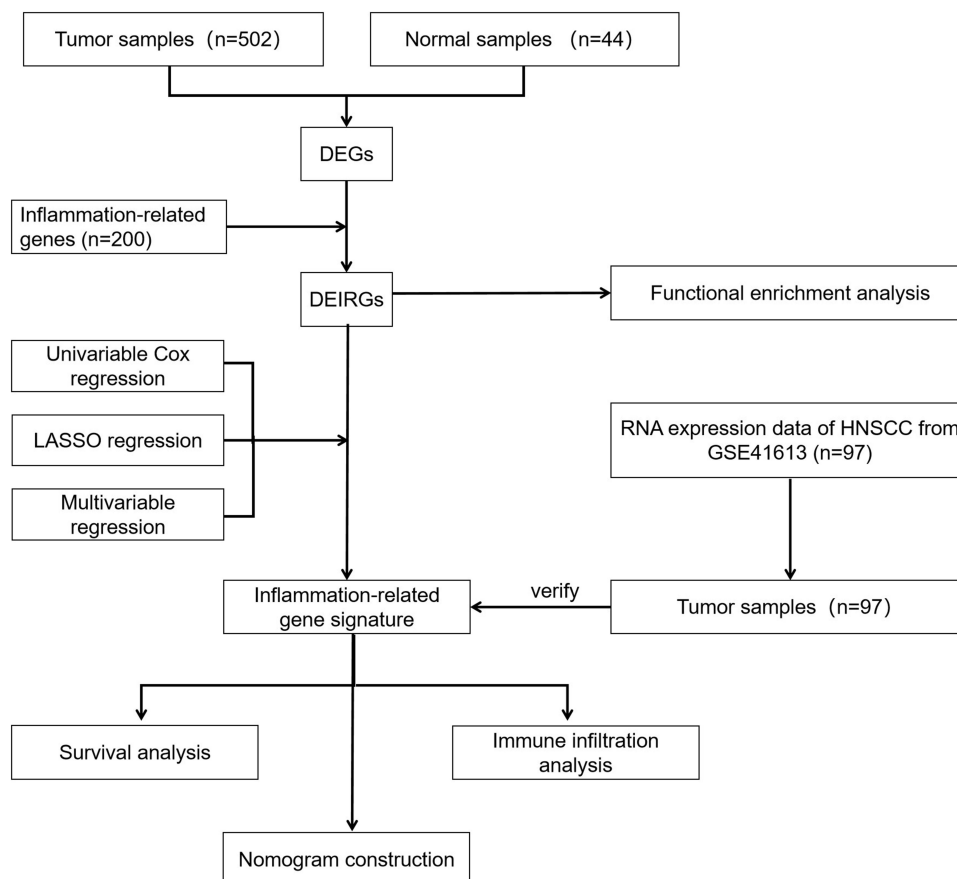 Tumor samples（n=502)
Normal samples（n=44)
DEGs
Inflammation-related
genes (n=200)
DEIRGs
Functional enrichment analysis
Univariable Cox
regression
LASSO regression
Multivariable
regression
RNA expression data of HNSCC from
GSE41613 (n=97)
Inflammation-related
gene signature
verify
Tumor samples（n=97)
Survival analysis
Immune infiltration
analysis
Nomogram construction